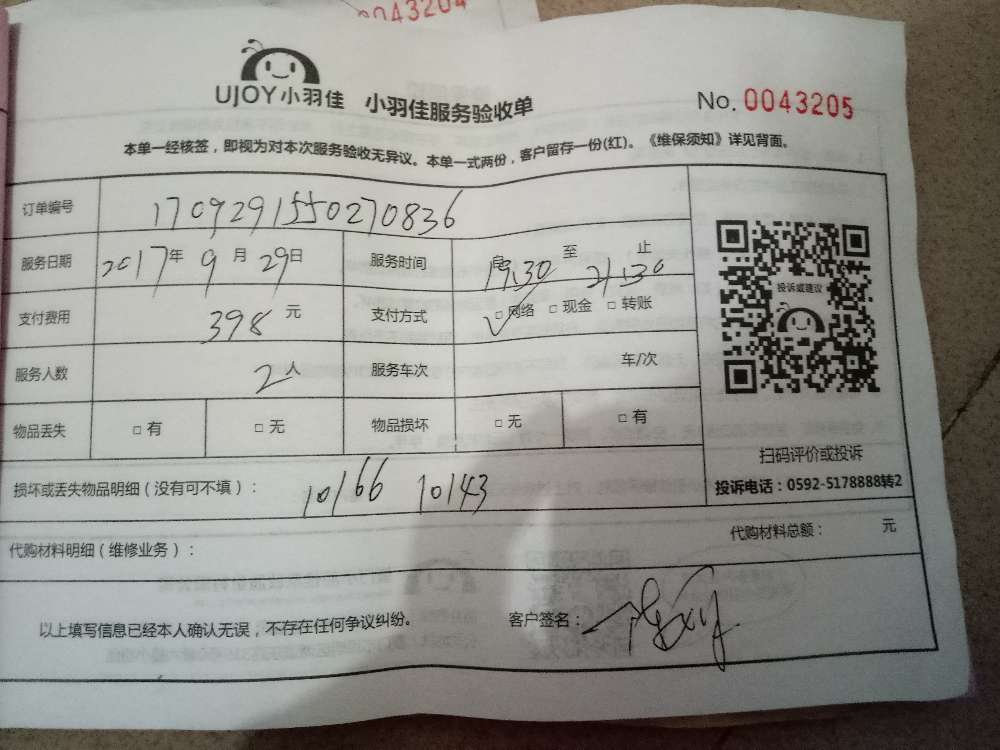 0043204
UJOY小羽佳 小羽佳服务验收单 No. 0043205
本单一经核签，即视为对本次服务验收无异议。本单一式两份，客户留存一份(红)。《维保须知》详见背面。
订单编号 1709291550270836
服务日期 2017年9月29日 服务时间 19:30 至 21:30 止
支付费用 398 元 支付方式 □网络 □现金 □转账
服务人数 2人 服务车次 车/次
物品丢失 □有 □无 物品损坏 □无 □有
投诉或建议
扫码评价或投诉
投诉电话：0592-5178888转2
损坏或丢失物品明细（没有可不填）： 10166 10143
代购材料明细（维修业务）： 代购材料总额： 元
以上填写信息已经本人确认无误，不存在任何争议纠纷。 客户签名：